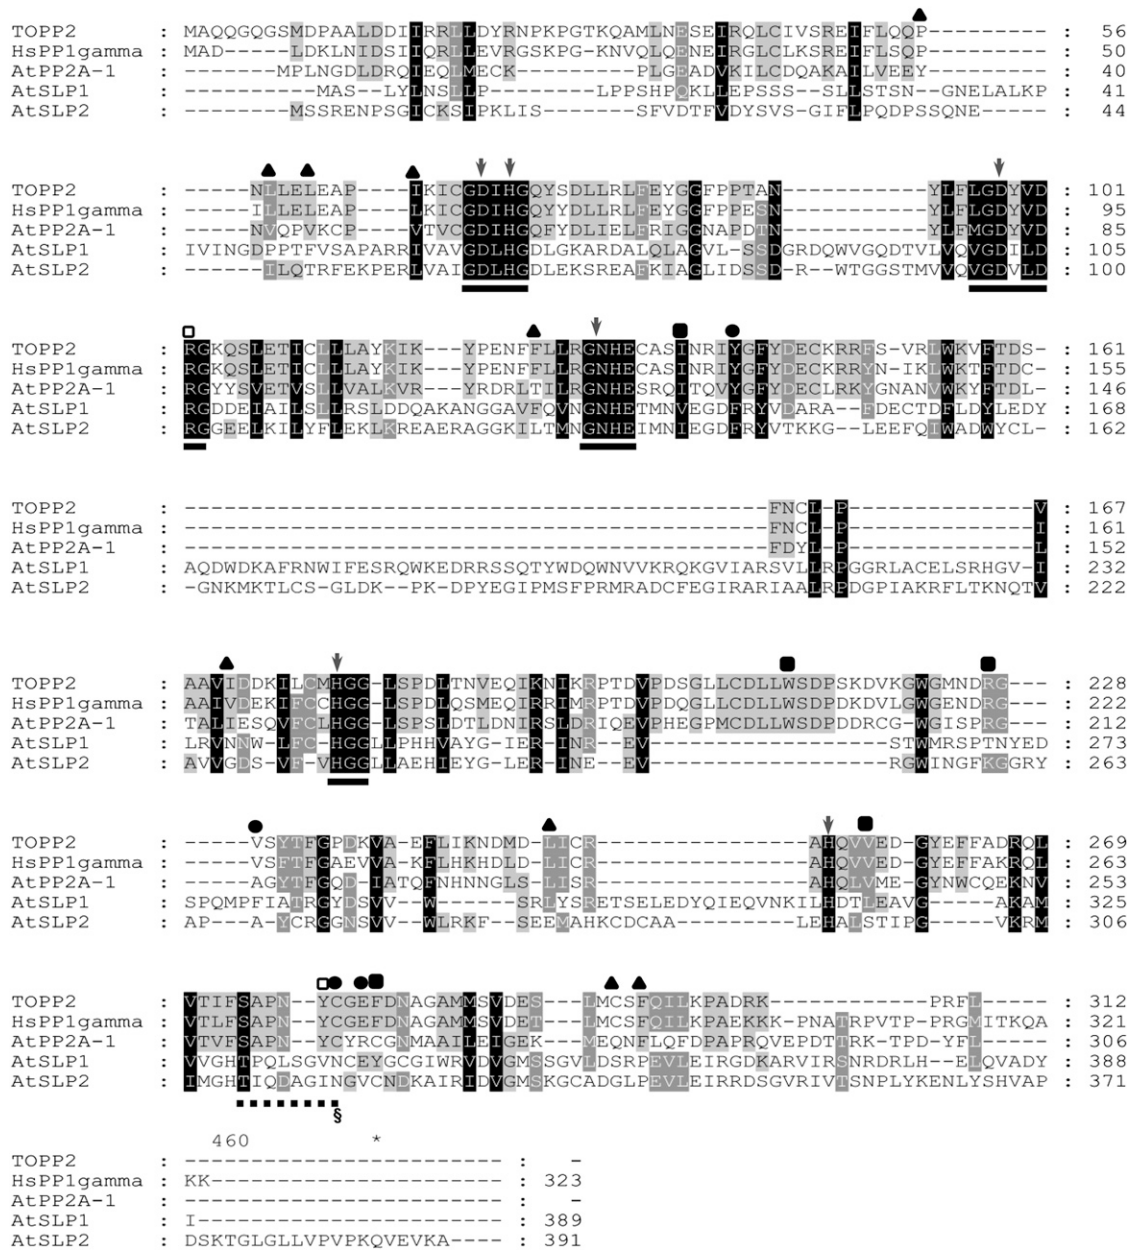 TOPP2 : MAQQGQGSMDPAALDDIIRRLLDYRNPKPGTKQAMLNESEIRQLCIVSREIFLQQP--------- : 56
HsPP1gamma : MAD------LDKLNIDSIIQRLLEVRGSKPG-KNVQLQENEIRGLCLKSREIFLSQP--------- : 50
AtPP2A-1 : -------MPLNGDLDRQIEQLMECK---------PLGEADVKILCDQAKAILVEEY--------- : 40
AtSLP1 : ----------MAS--LYLNSLLP--------LPPSHPQKLLEPSSS-SLLSTSN--GNELALKP : 41
AtSLP2 : --------MSSRENPSGICKSIPKLIS--------SFVDTFVDYSVS-GIFLPQDPSSQNE---- : 44
TOPP2 : -----NLLELEAP----IKICGDIHGQYSDLLRLFEYGGFPPTAN-----------YLFLGDYVD : 101
HsPP1gamma : -----ILLELEAP----LKICGDIHGQYYDLLRLFEYGGFPPESN-----------YLFLGDYVD : 95
AtPP2A-1 : -----NVQPVKCP----VTVCGDIHGQFYDLIELFRIGGNAPDTN-----------YLFMGDYVD : 85
AtSLP1 : IVINGDPPTFVSAPARRIVAVGDLHGDLGKARDALQLAGVL-SSDGRDQWVGQDTVLVQVGDILD : 105
AtSLP2 : ------ILQTRFEKPERLVAIGDLHGDLEKSREAFKIAGLIDSSD-R--WTGGSTMVVQVGDVLD : 100
TOPP2 : RGKQSLETICLLLAYKIK---YPENFFLLRGNHECASINRIYGFYDECKRRFS-VRLWKVFTDS- : 161
HsPP1gamma : RGKQSLETICLLLAYKIK---YPENFFLLRGNHECASINRIYGFYDECKRRYN-IKLWKTFTDC- : 155
AtPP2A-1 : RGYYSVETVSLLVALKVR---YRDRLTILRGNHESRQITQVYGFYDECLRKYGNANVWKYFTDL- : 146
AtSLP1 : RGDDEIAILSLLRSLDDQAKANGGAVFQVNGNHETMNVEGDFRYVDARA--FDECTDFLDYLEDY : 168
AtSLP2 : RGGEELKILYFLEKLKREAERAGGKILTMNGNHEIMNIEGDFRYVTKKG--LEEFQIWADWYCL- : 162
TOPP2 : --------------------------------------------FNCL-P--------------V : 167
HsPP1gamma : --------------------------------------------FNCL-P--------------I : 161
AtPP2A-1 : --------------------------------------------FDYL-P--------------L : 152
AtSLP1 : AQDWDKAFRNWIFESRQWKEDRRSSQTYWDQWNVVKRQKGVIARSVLLRPGGRLACELSRHGV-I : 232
AtSLP2 : -GNKMKTLCS-GLDK--PK-DPYEGIPMSFPRMRADCFEGIRARIAALRPDGPIAKRFLTKNQTV : 222
TOPP2 : AAVIDDKILCMHGG-LSPDLTNVEQIKNIKRPTDVPDSGLLCDLLWSDPSKDVKGWGMNDRG--- : 228
HsPP1gamma : AAIVDEKIFCCHGG-LSPDLQSMEQIRRIMRPTDVPDQGLLCDLLWSDPDKDVLGWGENDRG--- : 222
AtPP2A-1 : TALIESQVFCLHGG-LSPSLDTLDNIRSLDRIQEVPHEGPMCDLLWSDPDDRCG-WGISPRG--- : 212
AtSLP1 : LRVNNW-LFC-HGGLLPHHVAYG-IER-INR--EV------------------STWMRSPTNYED : 273
AtSLP2 : AVVGDS-VF-VHGGLLAEHIEYG-LER-INE--EV------------------RGWINGFKGGRY : 263
TOPP2 : -----VSYTFGPDKVA-EFLIKNDMD-LICR----------------AHQVVED-GYEFFADRQL : 269
HsPP1gamma : -----VSFTFGAEVVA-KFLHKHDLD-LICR----------------AHQVVED-GYEFFAKRQL : 263
AtPP2A-1 : -----AGYTFGQD-IATQFNHNNGLS-LISR----------------AHQLVME-GYNWCQEKNV : 253
AtSLP1 : SPQMPFIATRGYDSVV--W------SRLYSRETSELEDYQIEQVNKILHDTLEAVG-----AKAM : 325
AtSLP2 : AP---A-YCRGGNSVV--WLRKF--SEEMAHKCDCAA----------LEHALSTIPG----VKRM : 306
TOPP2 : VTIFSAPN--YCGEFDNAGAMMSVDES---LMCSFQILKPADRK------------PRFL----- : 312
HsPP1gamma : VTLFSAPN--YCGEFDNAGAMMSVDET---LMCSFQILKPAEKKK-PNATRPVTP-PRGMITKQA : 321
AtPP2A-1 : VTVFSAPN--YCYRCGNMAAILEIGEK---MEQNFLQFDPAPRQVEPDTTRK-TPD-YFL----- : 306
AtSLP1 : VVGHTPQLSGVNCEYGCGIWRVDVGMSSGVLDSRPEVLEIRGDKARVIRSNRDRLH--ELQVADY : 388
AtSLP2 : IMGHTIQDAGINGVCNDKAIRIDVGMSKGCADGLPEVLEIRRDSGVRIVTSNPLYKENLYSHVAP : 371
§
460 *
TOPP2 : ------------------------ : -
HsPP1gamma : KK---------------------- : 323
AtPP2A-1 : ------------------------ : -
AtSLP1 : I----------------------- : 389
AtSLP2 : DSKTGLGLLVPVPKQVEVKA---- : 391